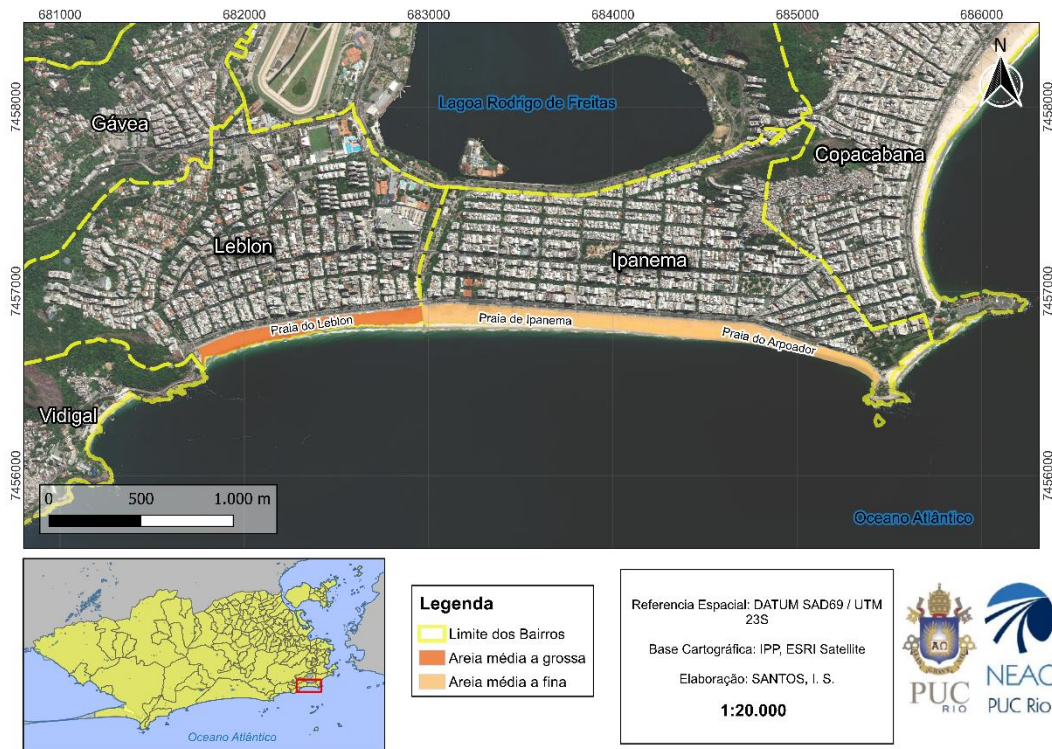 681000 682000 683000 684000 685000 686000
N
7458000
7458000
Lagoa Rodrigo de Freitas
Gávea
Copacabana
Leblon
Ipanema
7457000
7457000
Praia do Leblon
Praia de Ipanema
Praia do Arpoador
Vidigal
7456000
7456000
0 500 1.000 m
Oceano Atlântico
Oceano Atlântico
Legenda
Limite dos Bairros
Areia média a grossa
Areia média a fina
Referencia Espacial: DATUM SAD69 / UTM
23S
Base Cartográfica: IPP, ESRI Satellite
Elaboração: SANTOS, I. S.
1:20.000
ΑΩ
PUC
RIO
NEAC
PUC Rio